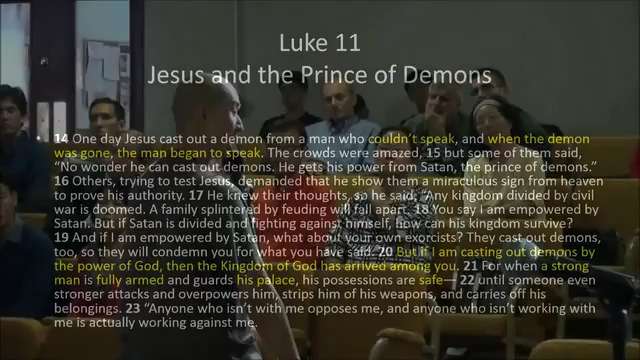 Luke 11
Jesus and the Prince of Demons
14 One day Jesus cast out a demon from a man who couldn't speak, and when the demon
was gone, the man began to speak. The crowds were amazed, 15 but some of them said,
"No wonder he can cast out demons. He gets his power from Satan, the prince of demons."
16 Others, trying to test Jesus, demanded that he show them a miraculous sign from heaven
to prove his authority. 17 He knew their thoughts, so he said, "Any kingdom divided by civil
war is doomed. A family splintered by feuding will fall apart. 18 You say I am empowered by
Satan. But if Satan is divided and fighting against himself, how can his kingdom survive?
19 And if I am empowered by Satan, what about your own exorcists? They cast out demons,
too, so they will condemn you for what you have said. 20 But if I am casting out demons by
the power of God, then the Kingdom of God has arrived among you. 21 For when a strong
man is fully armed and guards his palace, his possessions are safe— 22 until someone even
stronger attacks and overpowers him, strips him of his weapons, and carries off his
belongings. 23 "Anyone who isn't with me opposes me, and anyone who isn't working with
me is actually working against me.